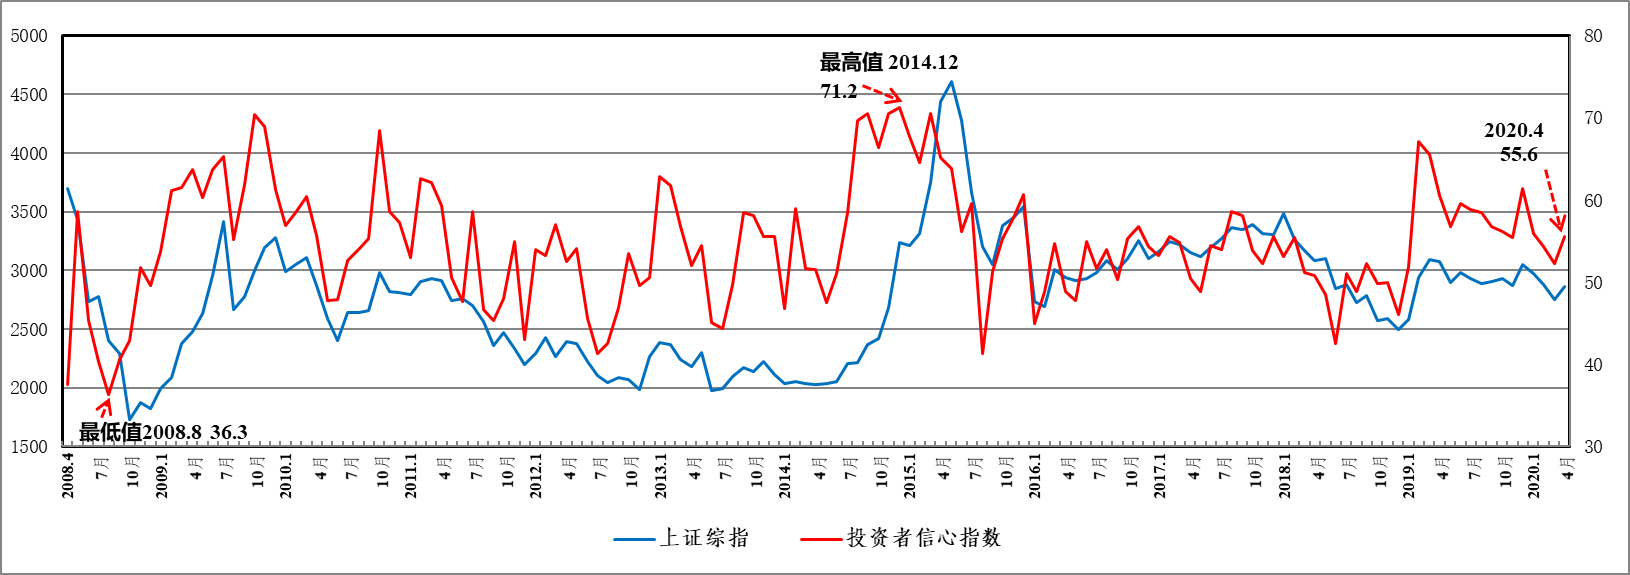 最高值 2014.12
71.2
2020.4
55.6
最低值2008.8 36.3
5000
4500
4000
3500
3000
2500
2000
1500
80
70
60
50
40
30
2008.4
7月
10月
2009.1
4月
7月
10月
2010.1
4月
7月
10月
2011.1
4月
7月
10月
2012.1
4月
7月
10月
2013.1
4月
7月
10月
2014.1
4月
7月
10月
2015.1
4月
7月
10月
2016.1
4月
7月
10月
2017.1
4月
7月
10月
2018.1
4月
7月
10月
2019.1
4月
7月
10月
2020.1
4月
上证综指
投资者信心指数